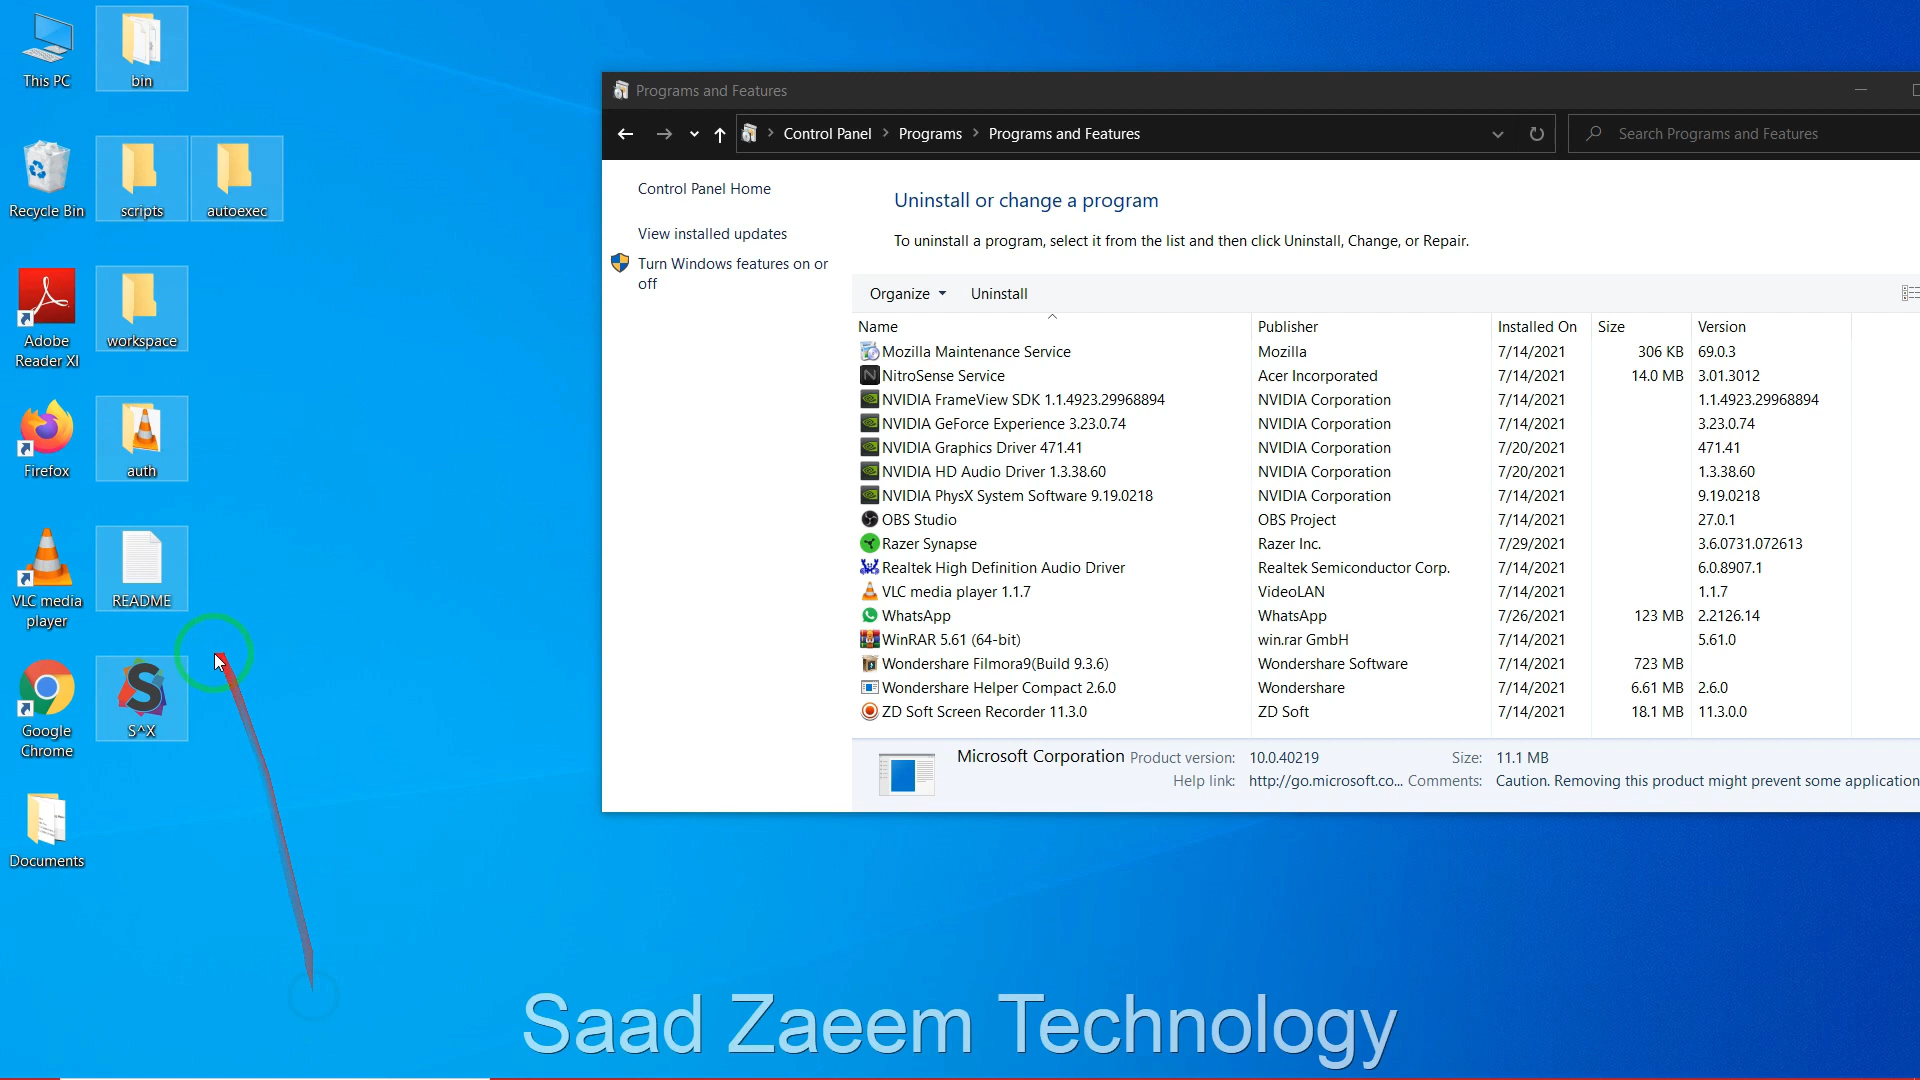 This PC
bin
Recycle Bin
scripts
autoexec
Adobe
Reader XI
workspace
Firefox
auth
VLC media
player
README
Google
Chrome
S^X
Documents
Programs and Features
Control Panel > Programs > Programs and Features
Search Programs and Features
Control Panel Home
View installed updates
Turn Windows features on or
off
Uninstall or change a program
To uninstall a program, select it from the list and then click Uninstall, Change, or Repair.
Organize Uninstall
Name Publisher Installed On Size Version
Mozilla Maintenance Service Mozilla 7/14/2021 306 KB 69.0.3
NitroSense Service Acer Incorporated 7/14/2021 14.0 MB 3.01.3012
NVIDIA FrameView SDK 1.1.4923.29968894 NVIDIA Corporation 7/14/2021 1.1.4923.29968894
NVIDIA GeForce Experience 3.23.0.74 NVIDIA Corporation 7/14/2021 3.23.0.74
NVIDIA Graphics Driver 471.41 NVIDIA Corporation 7/20/2021 471.41
NVIDIA HD Audio Driver 1.3.38.60 NVIDIA Corporation 7/20/2021 1.3.38.60
NVIDIA PhysX System Software 9.19.0218 NVIDIA Corporation 7/14/2021 9.19.0218
OBS Studio OBS Project 7/14/2021 27.0.1
Razer Synapse Razer Inc. 7/29/2021 3.6.0731.072613
Realtek High Definition Audio Driver Realtek Semiconductor Corp. 7/14/2021 6.0.8907.1
VLC media player 1.1.7 VideoLAN 7/14/2021 1.1.7
WhatsApp WhatsApp 7/26/2021 123 MB 2.2126.14
WinRAR 5.61 (64-bit) win.rar GmbH 7/14/2021 5.61.0
Wondershare Filmora9(Build 9.3.6) Wondershare Software 7/14/2021 723 MB
Wondershare Helper Compact 2.6.0 Wondershare 7/14/2021 6.61 MB 2.6.0
ZD Soft Screen Recorder 11.3.0 ZD Soft 7/14/2021 18.1 MB 11.3.0.0
Microsoft Corporation Product version: 10.0.40219 Size: 11.1 MB
Help link: http://go.microsoft.co... Comments: Caution. Removing this product might prevent some application
Saad Zaeem Technology